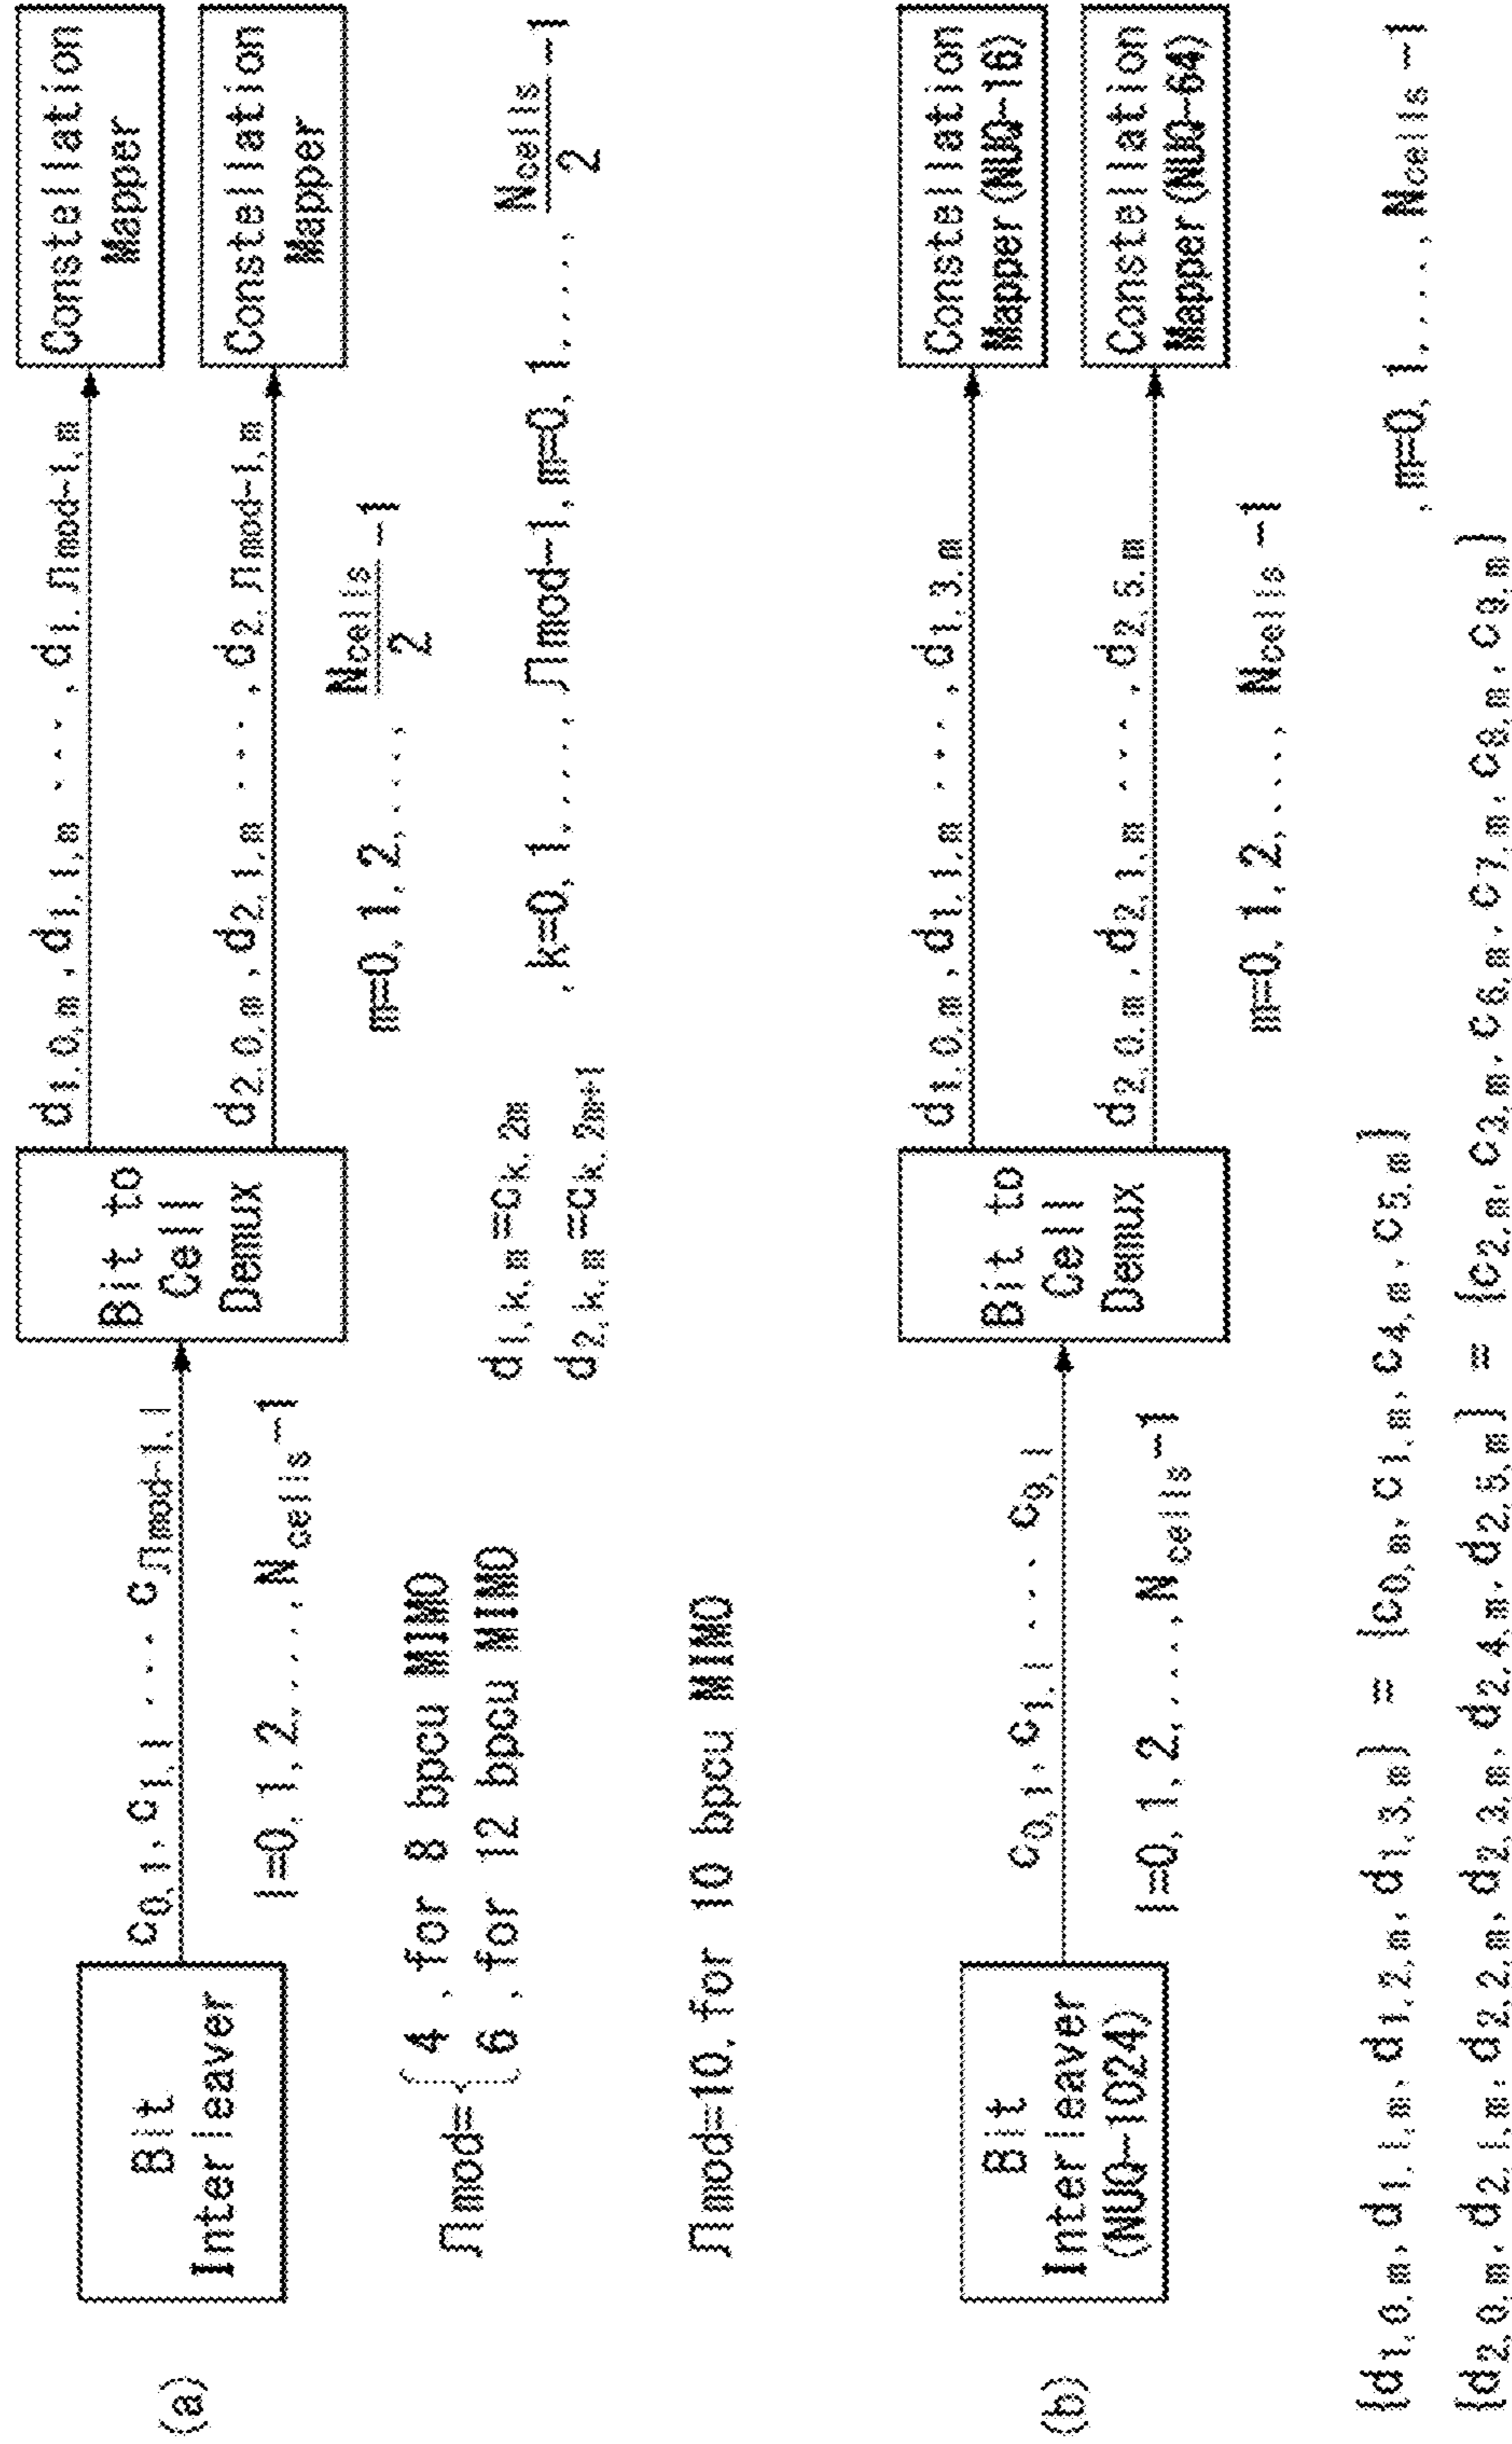 (a)
Bit
Interleaver
c0,l, c1,l ... cηmod-1,l
l=0, 1, 2, ..., Ncells-1
Bit to
Cell
Demux
d1,0,m, d1,1,m ..., d1,ηmod-1,m
d2,0,m, d2,1,m ..., d2,ηmod-1,m
m=0, 1, 2, ..., Ncells/2 -1
Constellation
Mapper
Constellation
Mapper
ηmod= { 4, for 8 bpcu MIMO
6, for 12 bpcu MIMO
d1,k,m=ck,2m
d2,k,m=ck,2m+1
, k=0, 1, ..., ηmod-1, m=0, 1, ..., Ncells/2 -1
ηmod=10, for 10 bpcu MIMO
(b)
Bit
Interleaver
(NUQ-1024)
c0,l, c1,l ... c9,l
l=0, 1, 2, ..., Ncells-1
Bit to
Cell
Demux
d1,0,m, d1,1,m ..., d1,3,m
d2,0,m, d2,1,m ..., d2,5,m
m=0, 1, 2, ..., Ncells-1
Constellation
Mapper(NUQ-16)
Constellation
Mapper(NUQ-64)
{d1,0,m, d1,1,m, d1,2,m, d1,3,m} = {c0,m, c1,m, c4,m, c5,m}
{d2,0,m, d2,1,m, d2,2,m, d2,3,m, d2,4,m, d2,5,m} = {c2,m, c3,m, c6,m, c7,m, c8,m, c9,m}
, m=0, 1, ..., Ncells-1